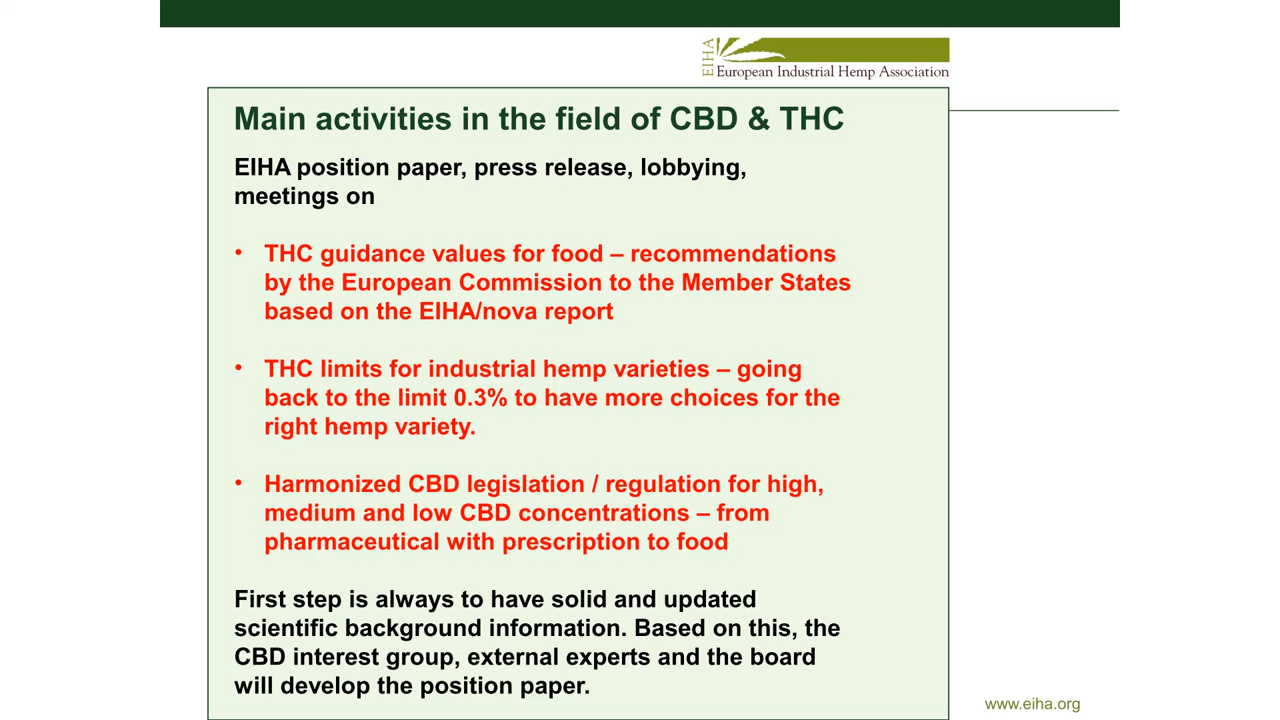 EIHA
European Industrial Hemp Association
Main activities in the field of CBD & THC
EIHA position paper, press release, lobbying,
meetings on
• THC guidance values for food – recommendations
by the European Commission to the Member States
based on the EIHA/nova report
• THC limits for industrial hemp varieties – going
back to the limit 0.3% to have more choices for the
right hemp variety.
• Harmonized CBD legislation / regulation for high,
medium and low CBD concentrations – from
pharmaceutical with prescription to food
First step is always to have solid and updated
scientific background information. Based on this, the
CBD interest group, external experts and the board
will develop the position paper.
www.eiha.org